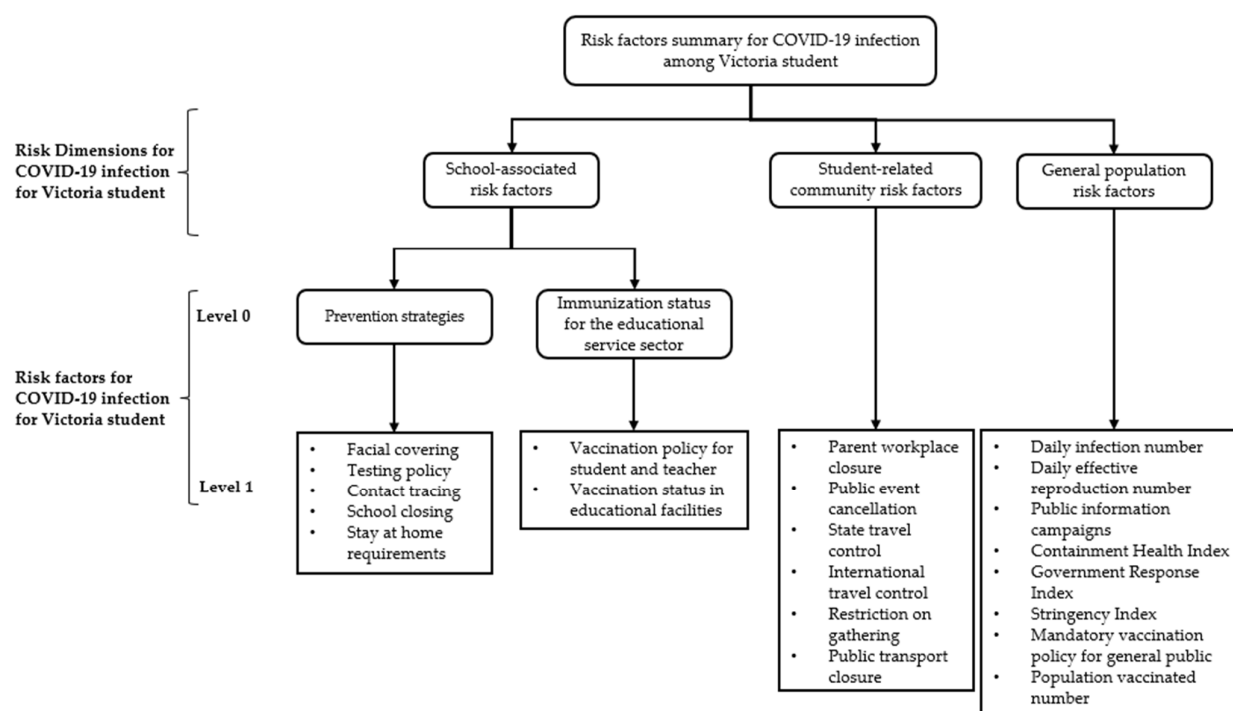 Risk factors summary for COVID-19 infection
among Victoria student
Risk Dimensions for
COVID-19 infection
for Victoria student
School-associated
risk factors
Student-related
community risk factors
General population
risk factors
Level 0
Prevention strategies
Immunization status
for the educational
service sector
Risk factors for
COVID-19 infection
for Victoria student
Level 1
• Facial covering
• Testing policy
• Contact tracing
• School closing
• Stay at home
requirements
• Vaccination policy for
student and teacher
• Vaccination status in
educational facilities
• Parent workplace
closure
• Public event
cancellation
• State travel
control
• International
travel control
• Restriction on
gathering
• Public transport
closure
• Daily infection number
• Daily effective
reproduction number
• Public information
campaigns
• Containment Health Index
• Government Response
Index
• Stringency Index
• Mandatory vaccination
policy for general public
• Population vaccinated
number